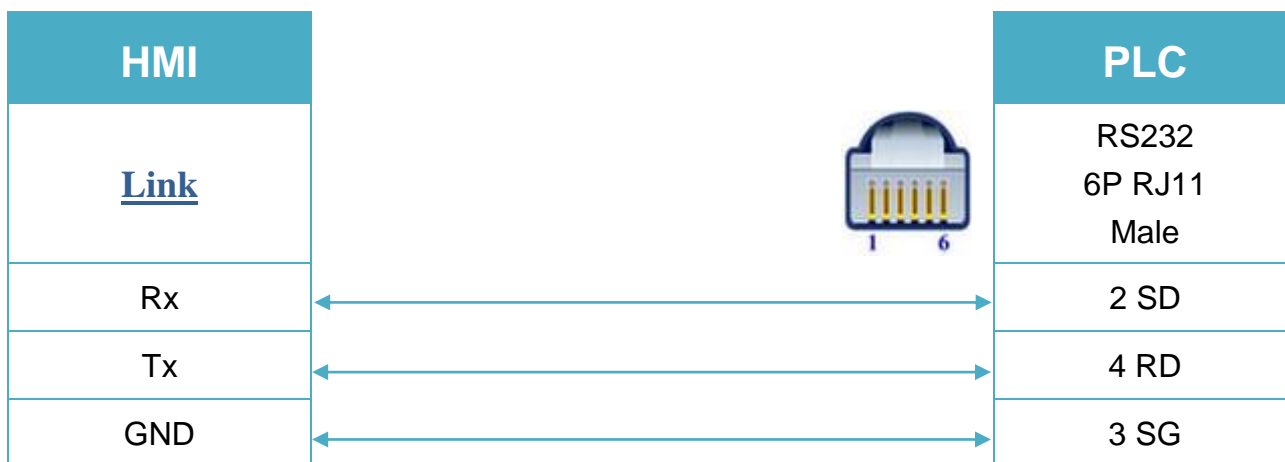 HMI
PLC
Link
RS232
6P RJ11
Male
1 6
Rx
2 SD
Tx
4 RD
GND
3 SG